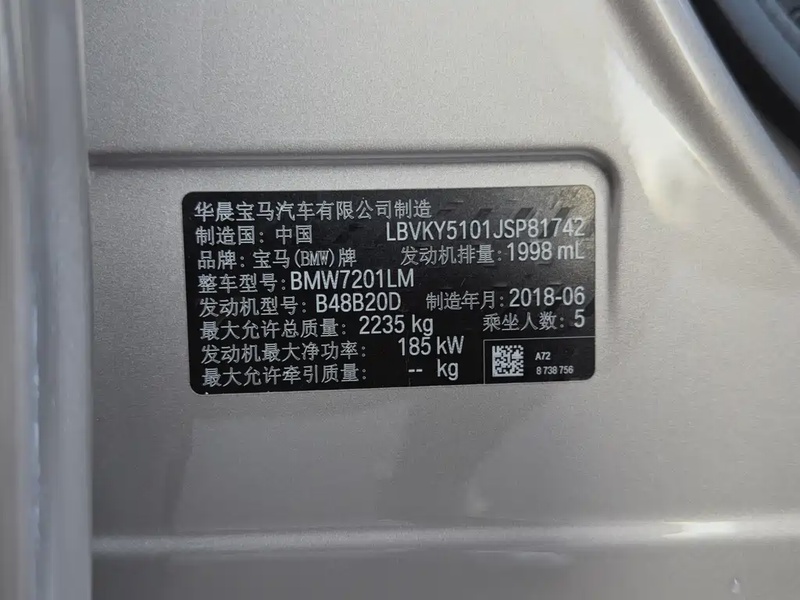 华晨宝马汽车有限公司制造
制造国：中国 LBVKY5101JSP81742
品牌：宝马(BMW)牌 发动机排量：1998 mL
整车型号：BMW7201LM
发动机型号：B48B20D 制造年月：2018-06
最大允许总质量：2235 kg 乘坐人数：5
发动机最大净功率：185 kW
最大允许牵引质量：-- kg
A72
8 738 756